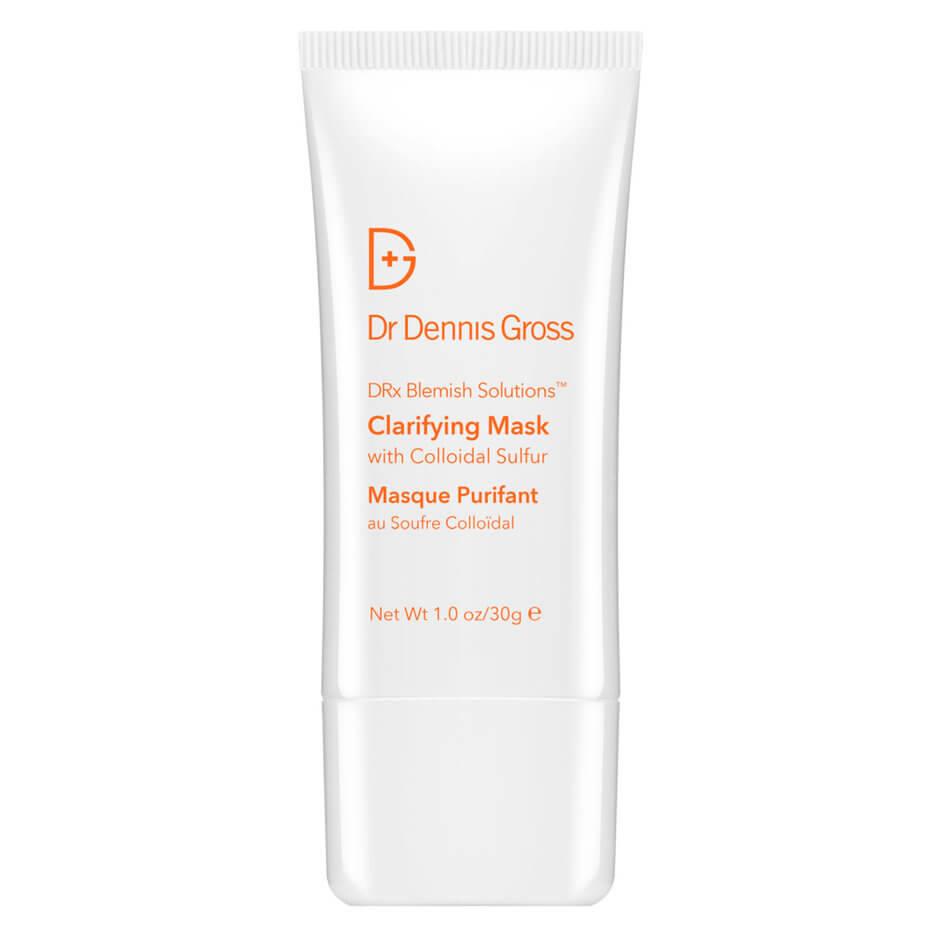 Dr Dennis Gross
DRx Blemish Solutions™
Clarifying Mask
with Colloidal Sulfur
Masque Purifant
au Soufre Colloïdal
Net Wt 1.0 oz/30g ℮